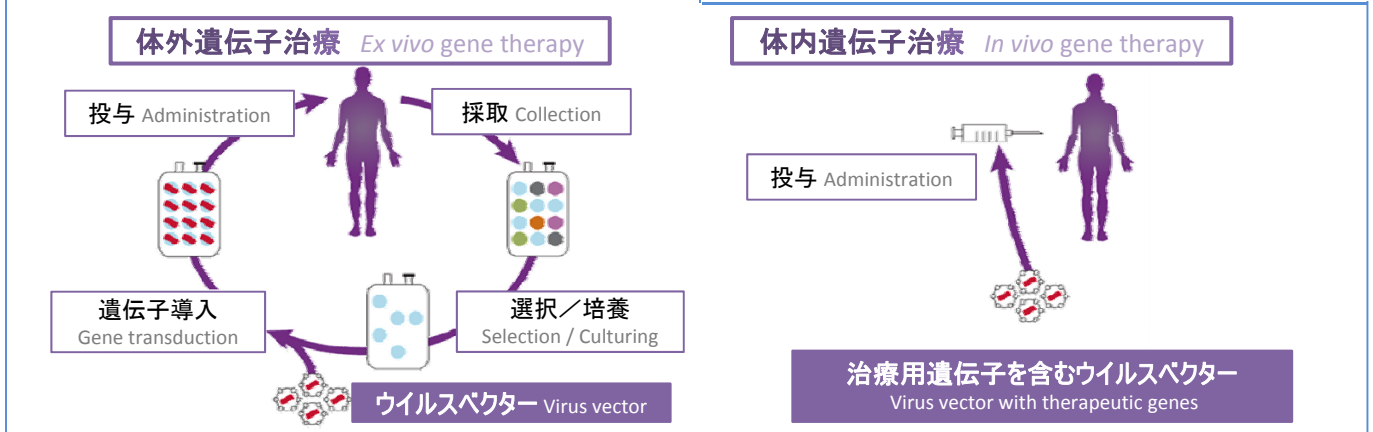 体外遺伝子治療 Ex vivo gene therapy
投与 Administration
採取 Collection
遺伝子導入
Gene transduction
選択／培養
Selection / Culturing
ウイルスベクター Virus vector
体内遺伝子治療 In vivo gene therapy
投与 Administration
治療用遺伝子を含むウイルスベクター
Virus vector with therapeutic genes